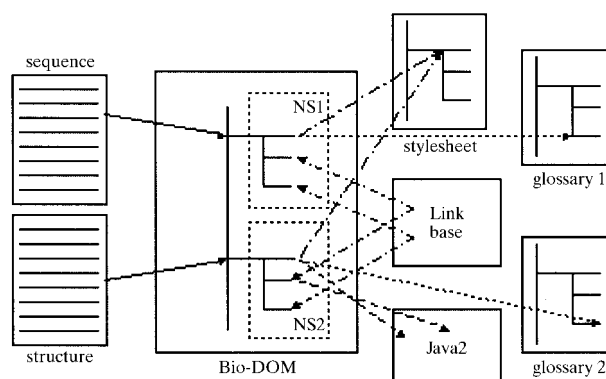 sequence
structure
NS1
NS2
Bio-DOM
stylesheet
Link
base
Java2
glossary 1
glossary 2